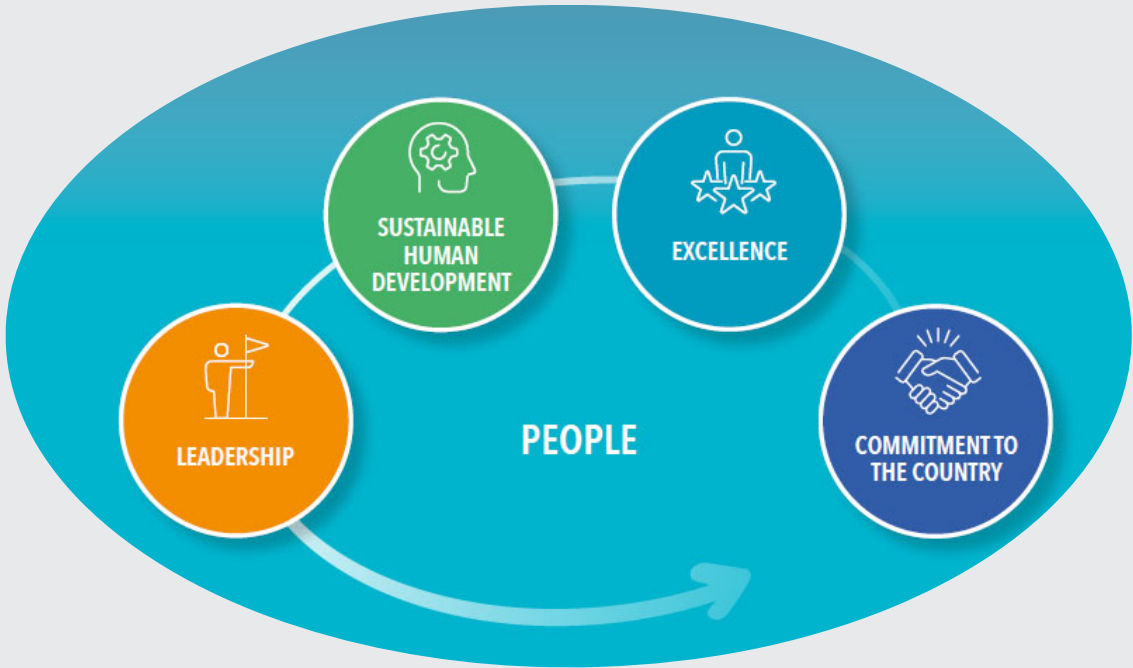 SUSTAINABLE
HUMAN
DEVELOPMENT
EXCELLENCE
LEADERSHIP
PEOPLE
COMMITMENT TO
THE COUNTRY